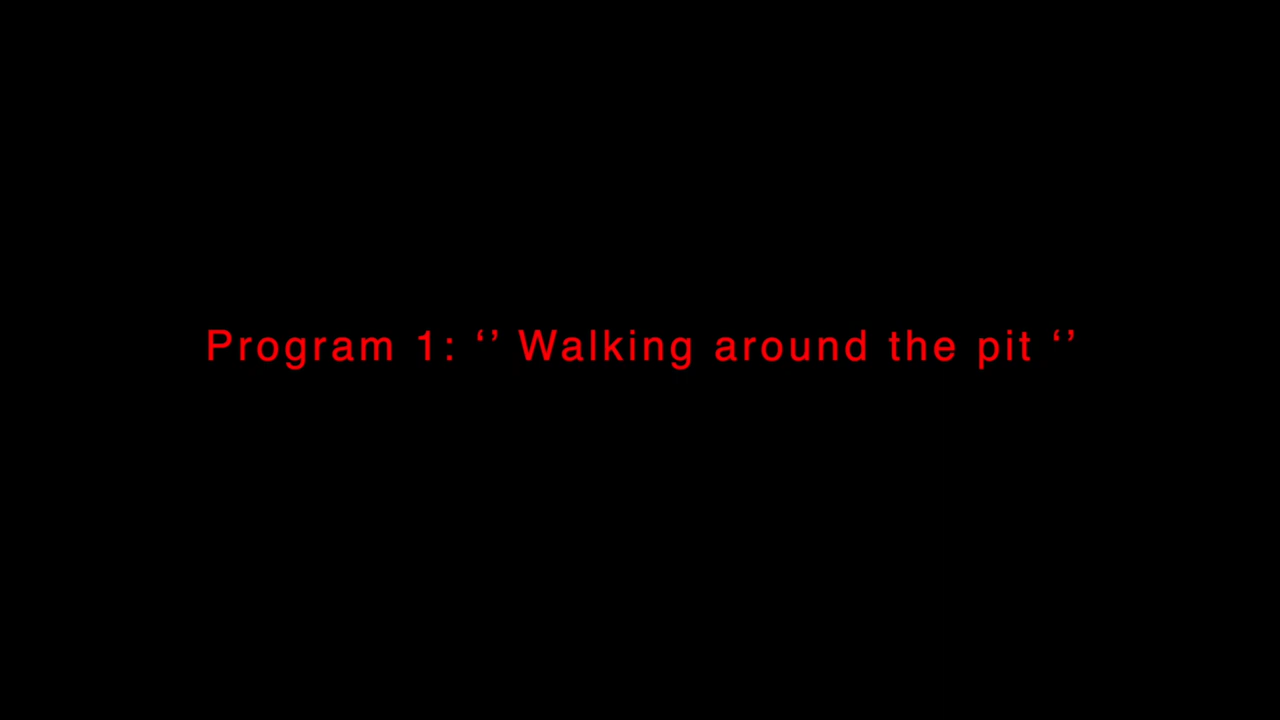 Program 1: ‘’ Walking around the pit ‘’